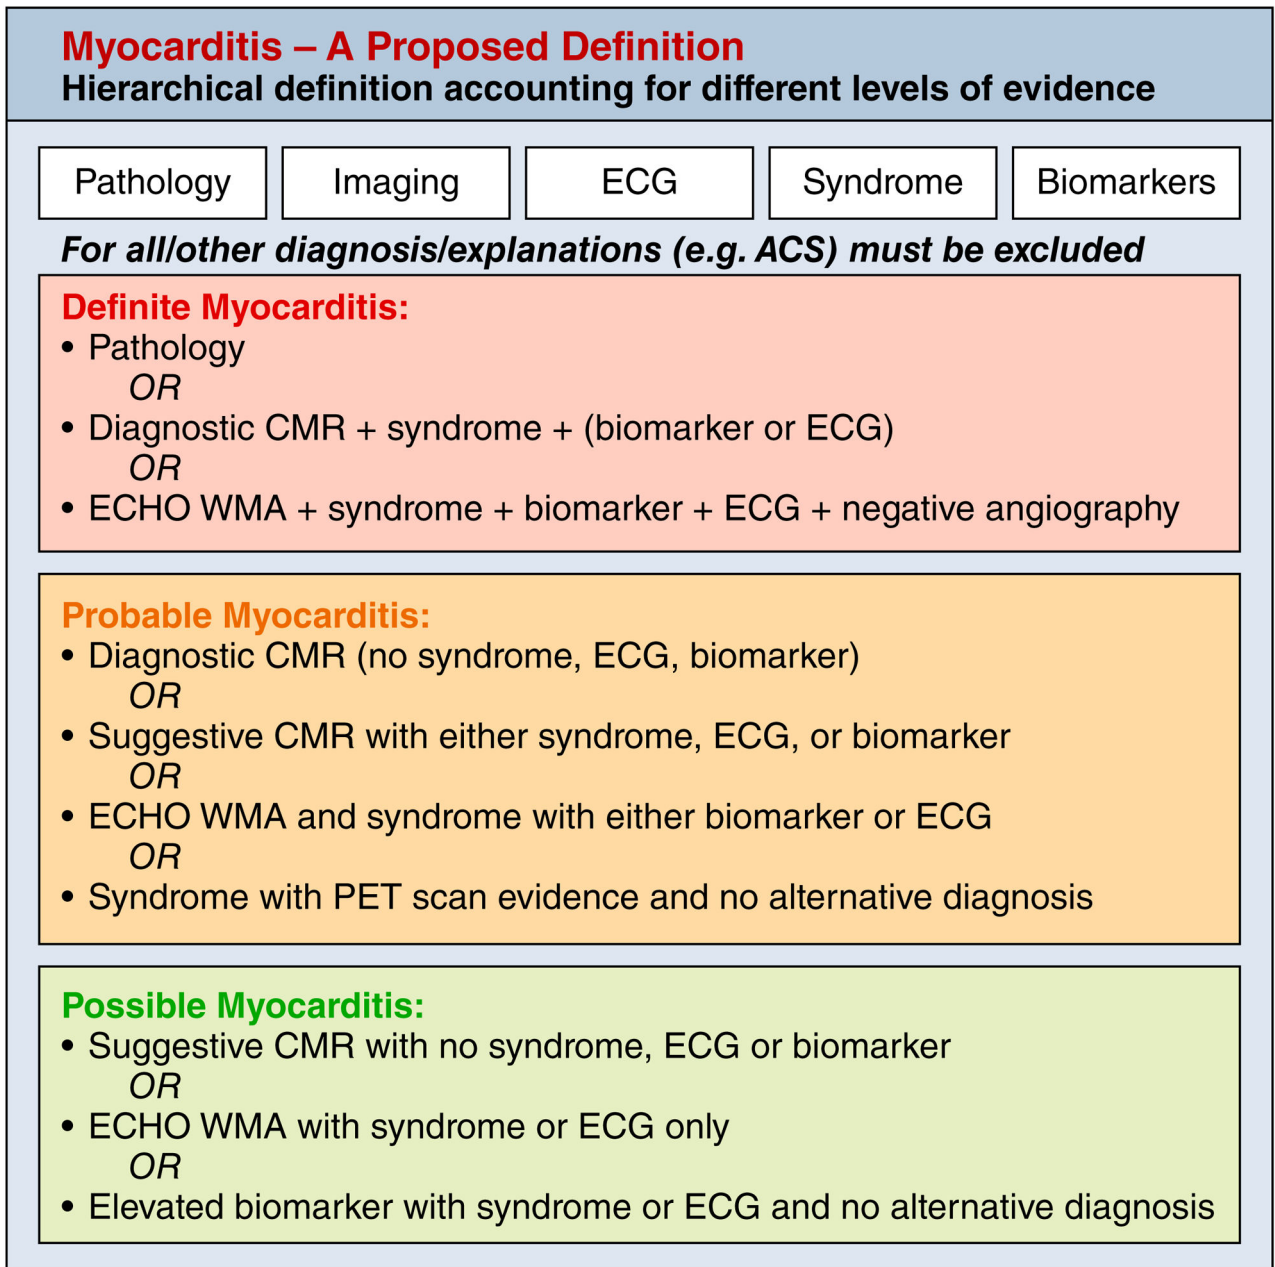 Myocarditis – A Proposed Definition
Hierarchical definition accounting for different levels of evidence
Pathology
Imaging
ECG
Syndrome
Biomarkers
For all/other diagnosis/explanations (e.g. ACS) must be excluded
Definite Myocarditis:
• Pathology
OR
• Diagnostic CMR + syndrome + (biomarker or ECG)
OR
• ECHO WMA + syndrome + biomarker + ECG + negative angiography
Probable Myocarditis:
• Diagnostic CMR (no syndrome, ECG, biomarker)
OR
• Suggestive CMR with either syndrome, ECG, or biomarker
OR
• ECHO WMA and syndrome with either biomarker or ECG
OR
• Syndrome with PET scan evidence and no alternative diagnosis
Possible Myocarditis:
• Suggestive CMR with no syndrome, ECG or biomarker
OR
• ECHO WMA with syndrome or ECG only
OR
• Elevated biomarker with syndrome or ECG and no alternative diagnosis